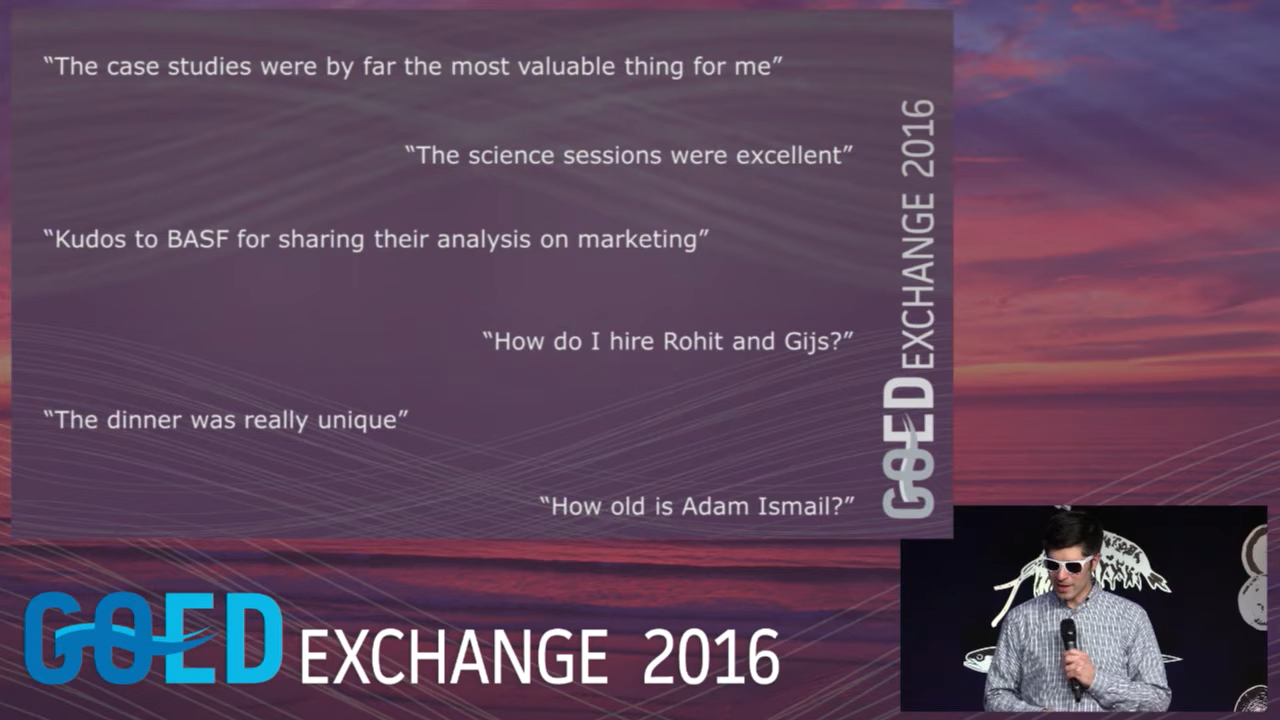 “The case studies were by far the most valuable thing for me”
“The science sessions were excellent”
“Kudos to BASF for sharing their analysis on marketing”
“How do I hire Rohit and Gijs?”
“The dinner was really unique”
“How old is Adam Ismail?”
GOED EXCHANGE 2016
GOED EXCHANGE 2016